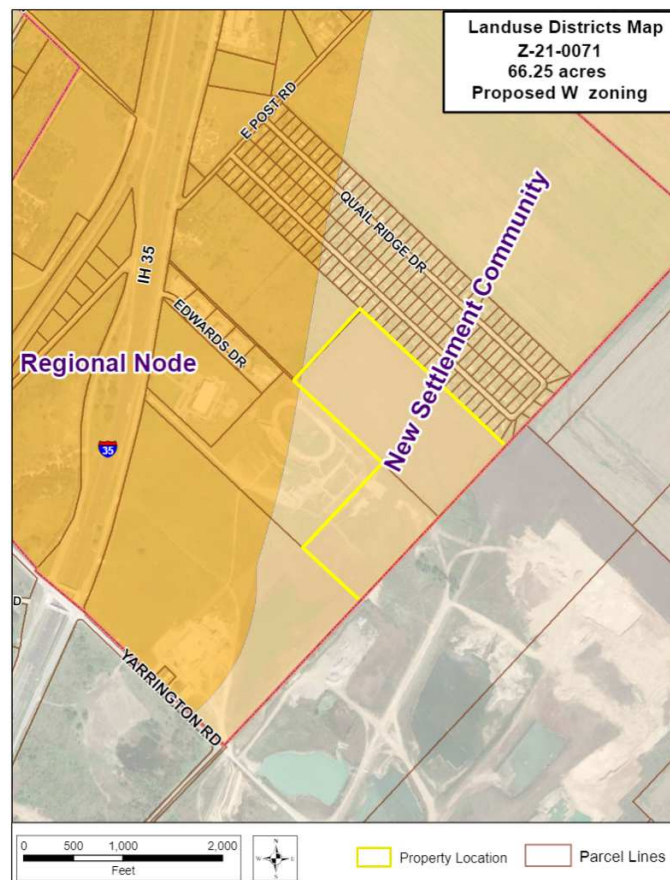 Landuse Districts Map
Z-21-0071
66.25 acres
Proposed W zoning
E POST RD
QUAIL RIDGE DR
IH 35
EDWARDS DR
New Settlement Community
Regional Node
35
D
YARRINGTON RD
0 500 1,000 2,000
Feet
N
W E
S
Property Location
Parcel Lines